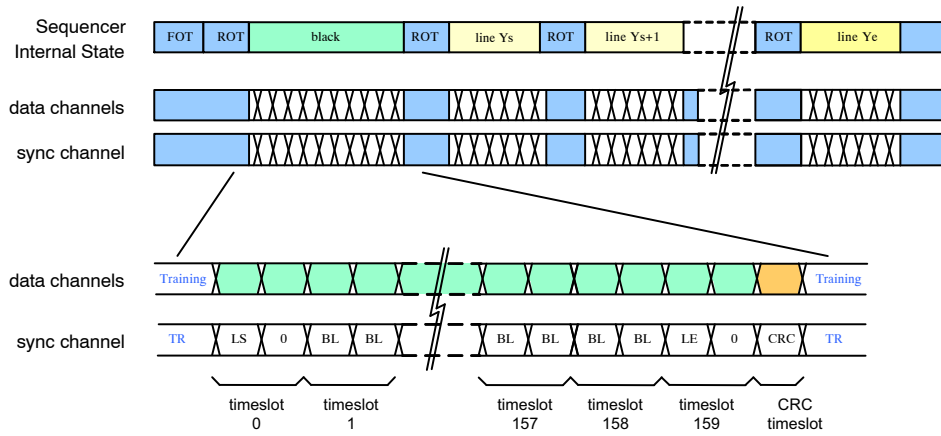 Sequencer
Internal State
FOT ROT black ROT line Ys ROT line Ys+1 ROT line Ye
data channels
sync channel
data channels Training Training
sync channel TR LS 0 BL BL BL BL BL BL LE 0 CRC TR
timeslot timeslot timeslot timeslot timeslot CRC
0 1 157 158 159 timeslot